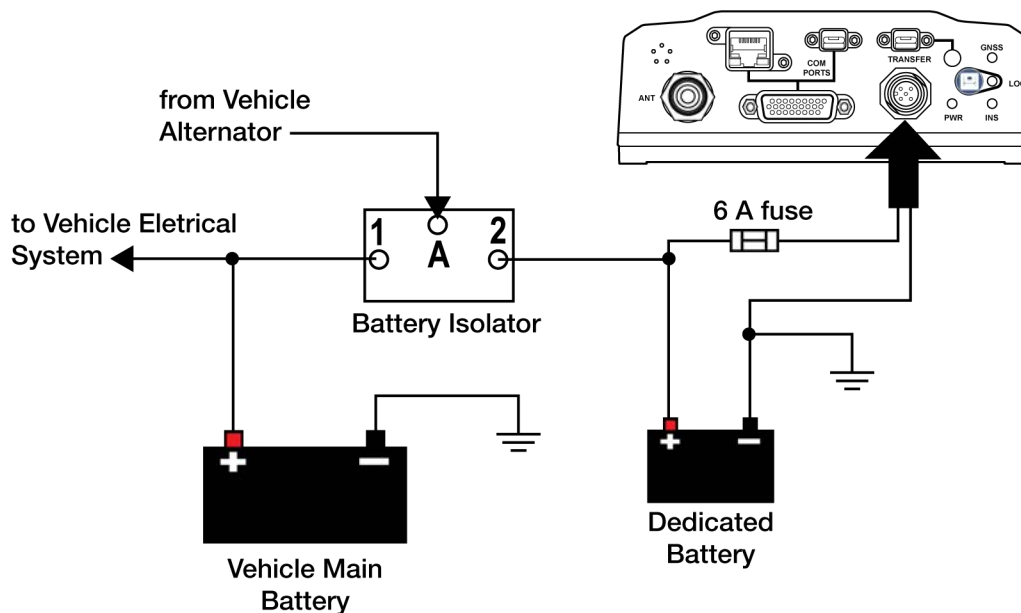 GNSS
COM
PORTS
TRANSFER
ANT
PWR
INS
from Vehicle
Alternator
6 A fuse
to Vehicle Eletrical
System
1
A
2
Battery Isolator
+
−
+
−
Dedicated
Battery
Vehicle Main
Battery